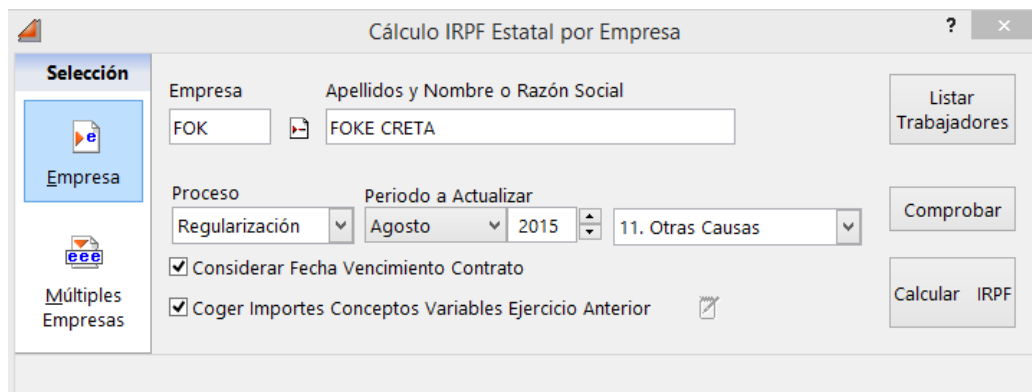 Cálculo IRPF Estatal por Empresa
?
×
Selección
e
Empresa
eee
Múltiples
Empresas
Empresa
Apellidos y Nombre o Razón Social
FOK
FOKE CRETA
Listar
Trabajadores
Proceso
Periodo a Actualizar
Regularización
Agosto
2015
11. Otras Causas
Comprobar
Considerar Fecha Vencimiento Contrato
Coger Importes Conceptos Variables Ejercicio Anterior
Calcular IRPF